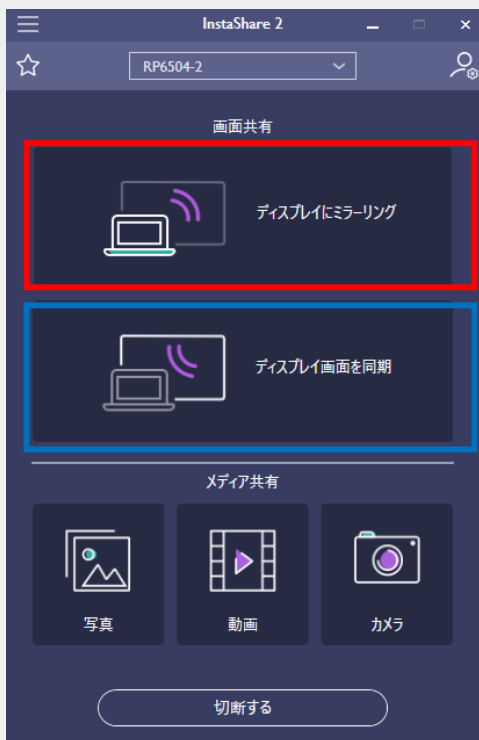 InstaShare 2
RP6504-2
画面共有
ディスプレイにミラーリング
ディスプレイ画面を同期
メディア共有
写真
動画
カメラ
切断する